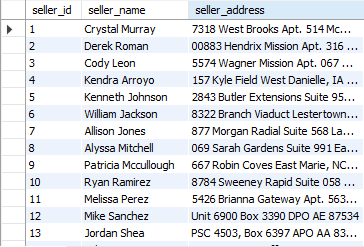 seller_id seller_name seller_address
1 Crystal Murray 7318 West Brooks Apt. 514 Mc...
2 Derek Roman 00883 Hendrix Mission Apt. 316 ...
3 Cody Leon 5574 Wagner Mission Apt. 067 ...
4 Kendra Arroyo 157 Kyle Field West Danielle, IA ...
5 Kenneth Johnson 2843 Butler Extensions Suite 95...
6 William Jackson 8322 Branch Viaduct Lestertown...
7 Allison Jones 877 Morgan Radial Suite 568 La...
8 Alyssa Mitchell 069 Sarah Gardens Suite 991 Ea...
9 Patricia Mccullough 667 Robin Coves East Marie, NC...
10 Ryan Ramirez 8784 Sweeney Rapid Suite 058 ...
11 Melissa Perez 5426 Brianna Gateway Apt. 563...
12 Mike Sanchez Unit 6900 Box 3390 DPO AE 87534
13 Jordan Shea PSC 4503, Box 6397 APO AA 63...